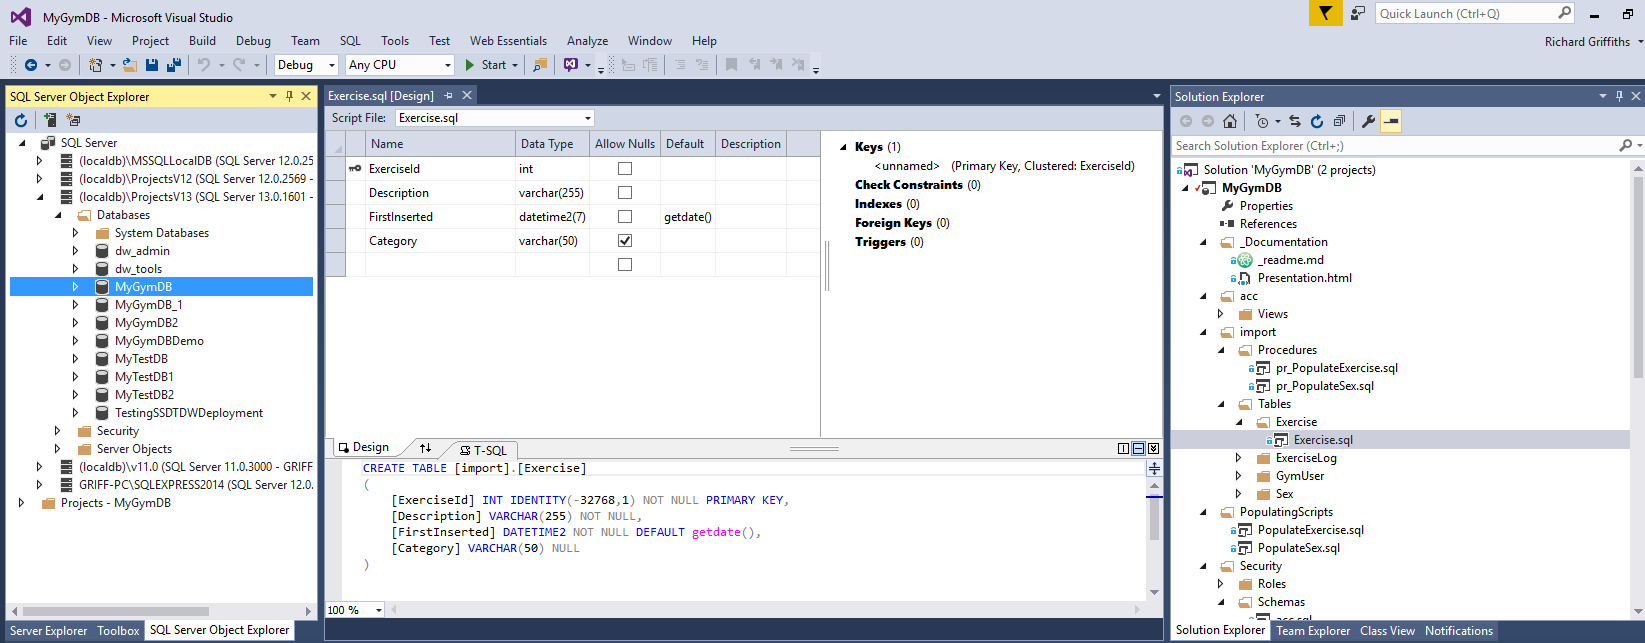 MyGymDB - Microsoft Visual Studio
Quick Launch (Ctrl+Q)
File Edit View Project Build Debug Team SQL Tools Test Web Essentials Analyze Window Help
Richard Griffiths
Debug Any CPU Start
SQL Server Object Explorer
SQL Server
(localdb)\MSSQLLocalDB (SQL Server 12.0.25
(localdb)\ProjectsV12 (SQL Server 12.0.2569 -
(localdb)\ProjectsV13 (SQL Server 13.0.1601 -
Databases
System Databases
dw_admin
dw_tools
MyGymDB
MyGymDB_1
MyGymDB2
MyGymDBDemo
MyTestDB
MyTestDB1
MyTestDB2
TestingSSDTDWDeployment
Security
Server Objects
(localdb)\v11.0 (SQL Server 11.0.3000 - GRIFF
GRIFF-PC\SQLEXPRESS2014 (SQL Server 12.0.
Projects - MyGymDB
Server Explorer Toolbox SQL Server Object Explorer
Exercise.sql [Design]
Script File: Exercise.sql
Name Data Type Allow Nulls Default Description
ExerciseId int
Description varchar(255)
FirstInserted datetime2(7) getdate()
Category varchar(50)
Keys (1)
<unnamed> (Primary Key, Clustered: ExerciseId)
Check Constraints (0)
Indexes (0)
Foreign Keys (0)
Triggers (0)
Design T-SQL
CREATE TABLE [import].[Exercise]
(
[ExerciseId] INT IDENTITY(-32768,1) NOT NULL PRIMARY KEY,
[Description] VARCHAR(255) NOT NULL,
[FirstInserted] DATETIME2 NOT NULL DEFAULT getdate(),
[Category] VARCHAR(50) NULL
)
100 %
Solution Explorer
Search Solution Explorer (Ctrl+;)
Solution 'MyGymDB' (2 projects)
MyGymDB
Properties
References
_Documentation
_readme.md
Presentation.html
acc
Views
import
Procedures
pr_PopulateExercise.sql
pr_PopulateSex.sql
Tables
Exercise
Exercise.sql
ExerciseLog
GymUser
Sex
PopulatingScripts
PopulateExercise.sql
PopulateSex.sql
Security
Roles
Schemas
acc.sql
Solution Explorer Team Explorer Class View Notifications